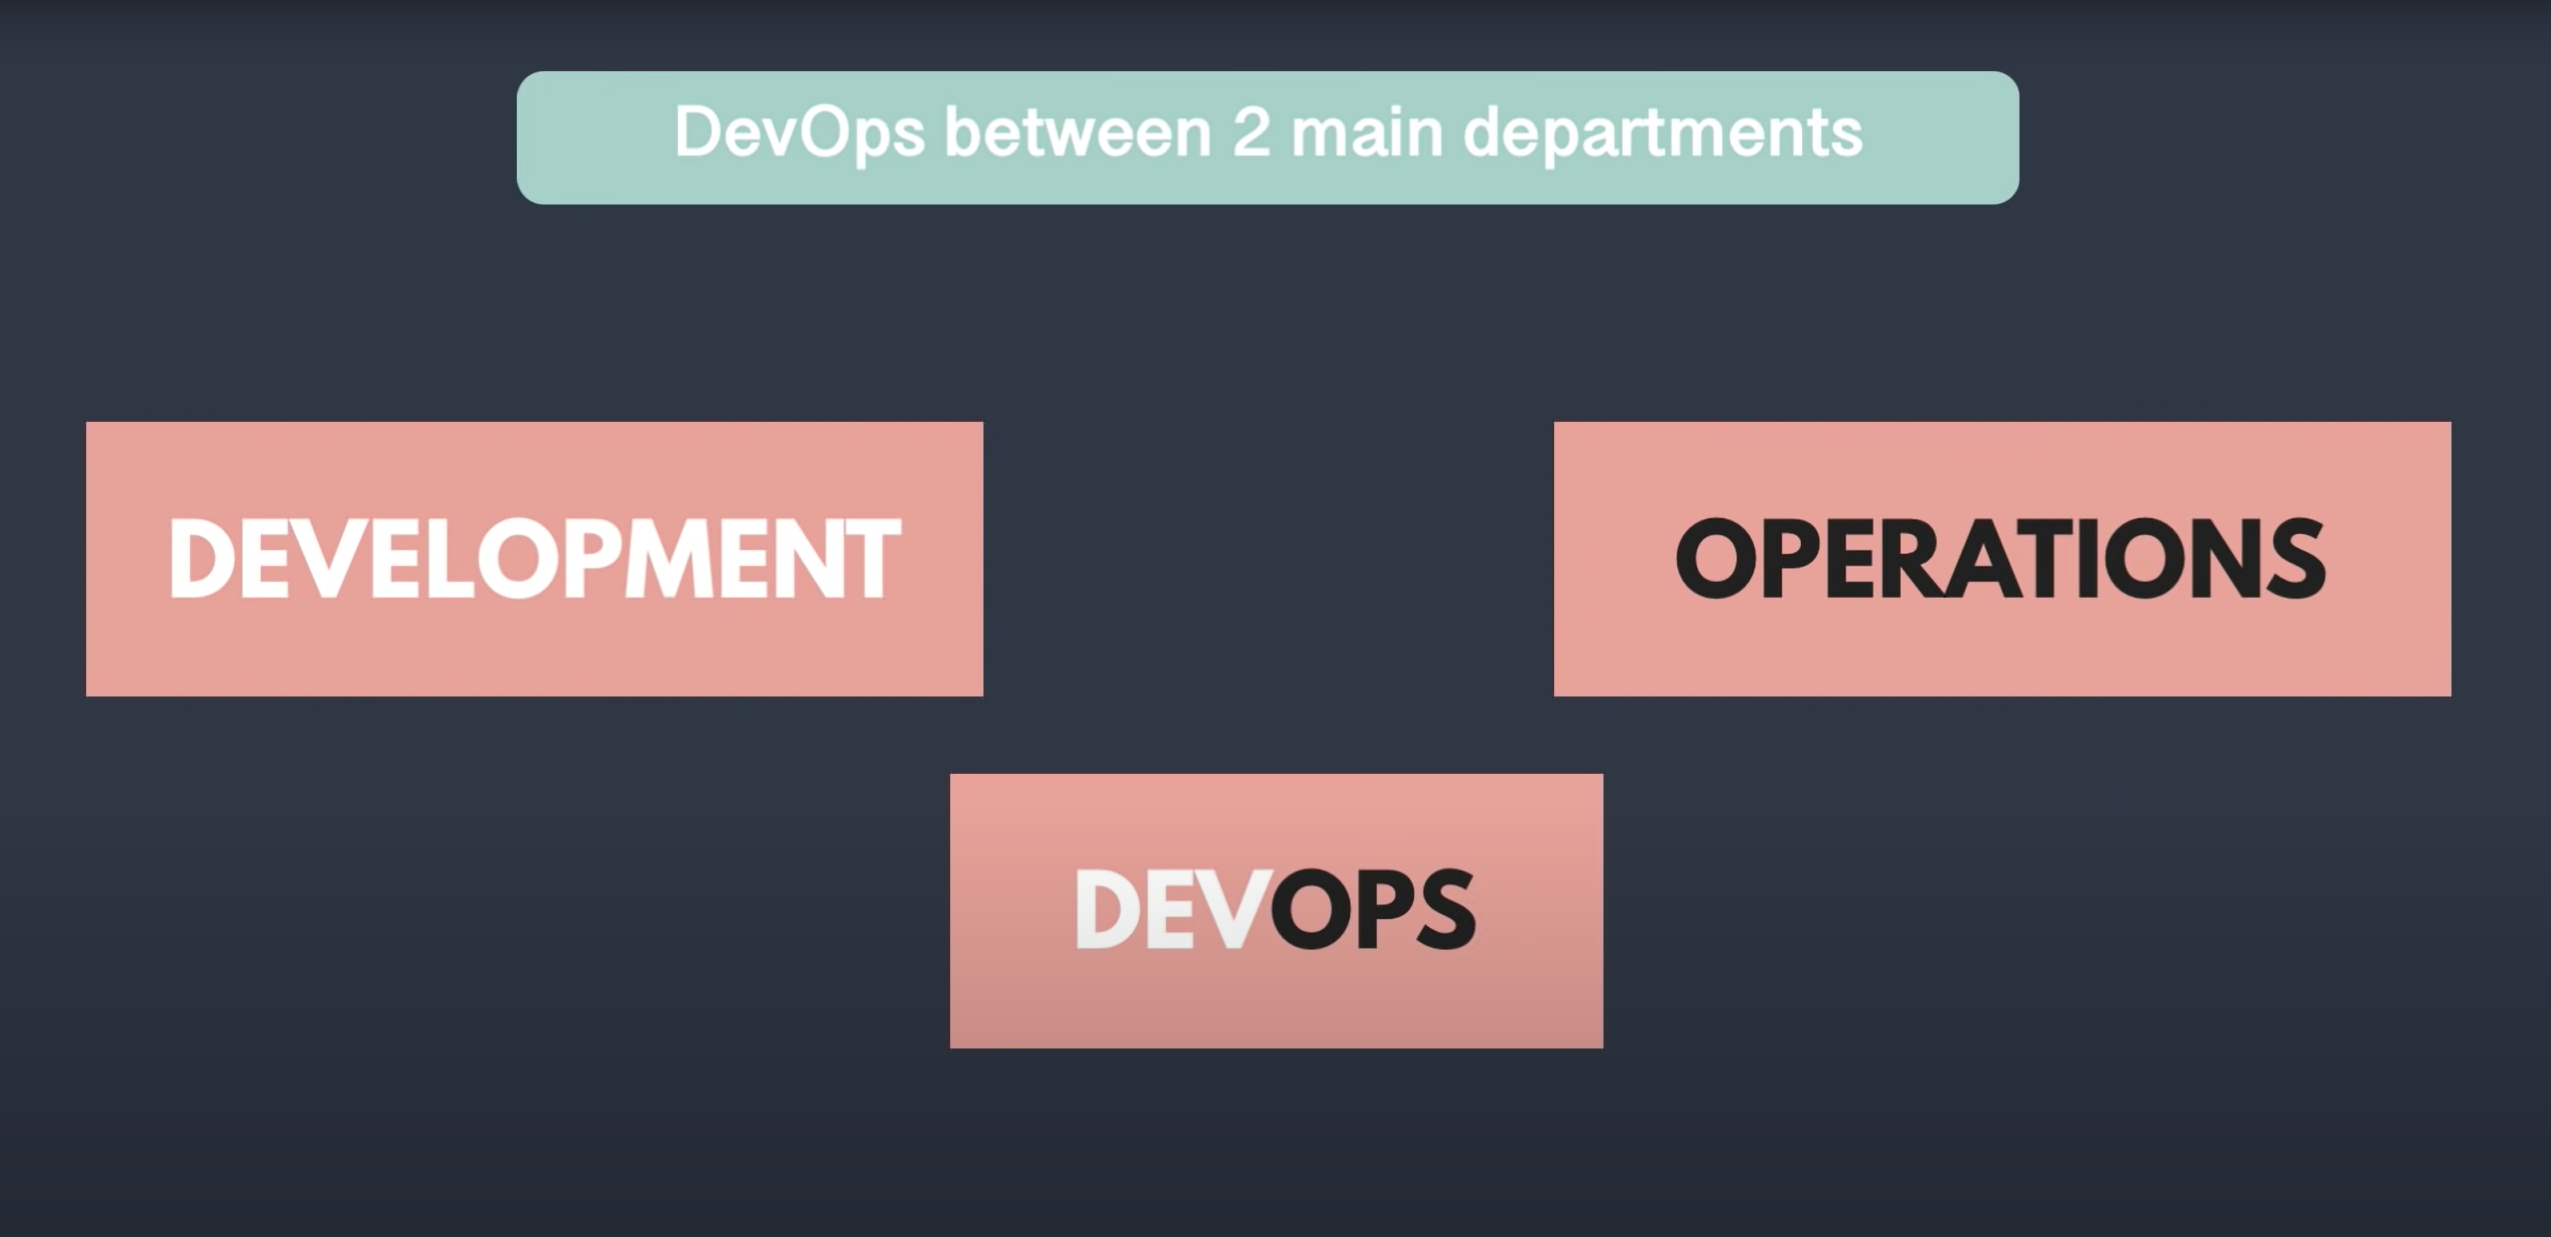 DevOps between 2 main departments
DEVELOPMENT
OPERATIONS
DEVOPS